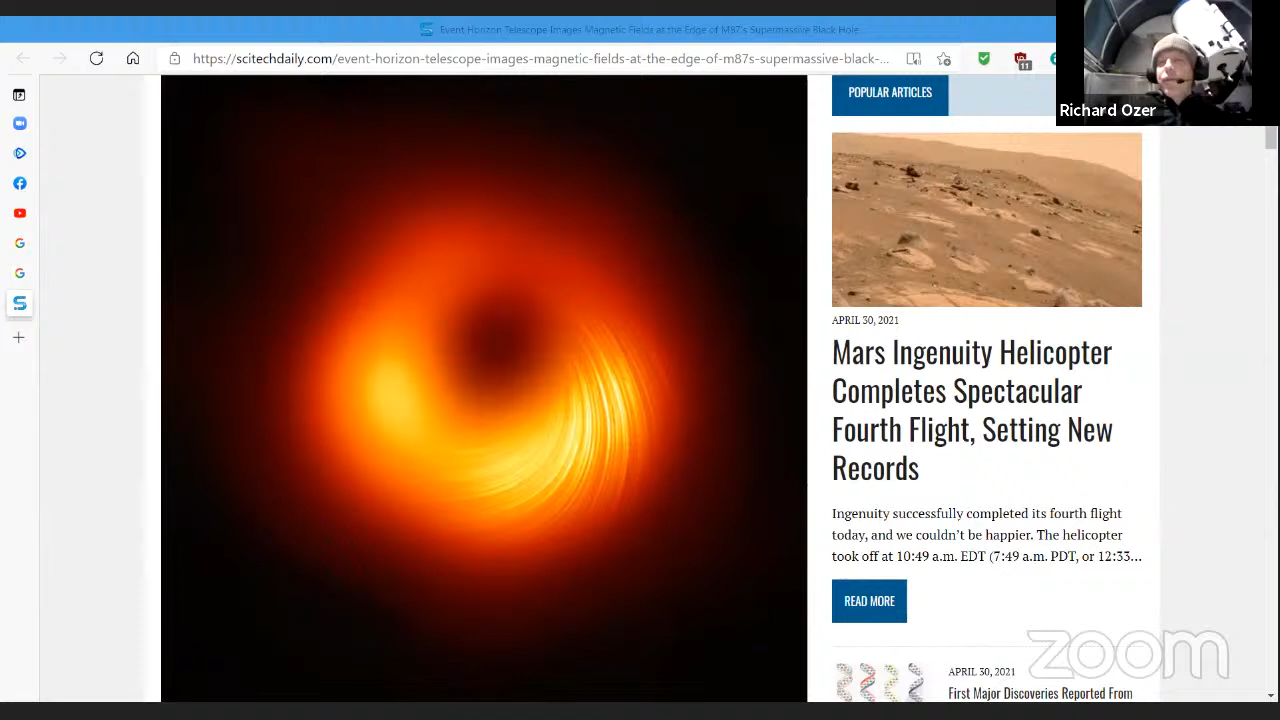 Event Horizon Telescope Images Magnetic Fields at the Edge of M87's Supermassive Black Hole
https://scitechdaily.com/event-horizon-telescope-images-magnetic-fields-at-the-edge-of-m87s-supermassive-black-...
11
Richard Ozer
POPULAR ARTICLES
APRIL 30, 2021
Mars Ingenuity Helicopter
Completes Spectacular
Fourth Flight, Setting New
Records
Ingenuity successfully completed its fourth flight
today, and we couldn't be happier. The helicopter
took off at 10:49 a.m. EDT (7:49 a.m. PDT, or 12:33...
READ MORE
zoom
APRIL 30, 2021
First Major Discoveries Reported From